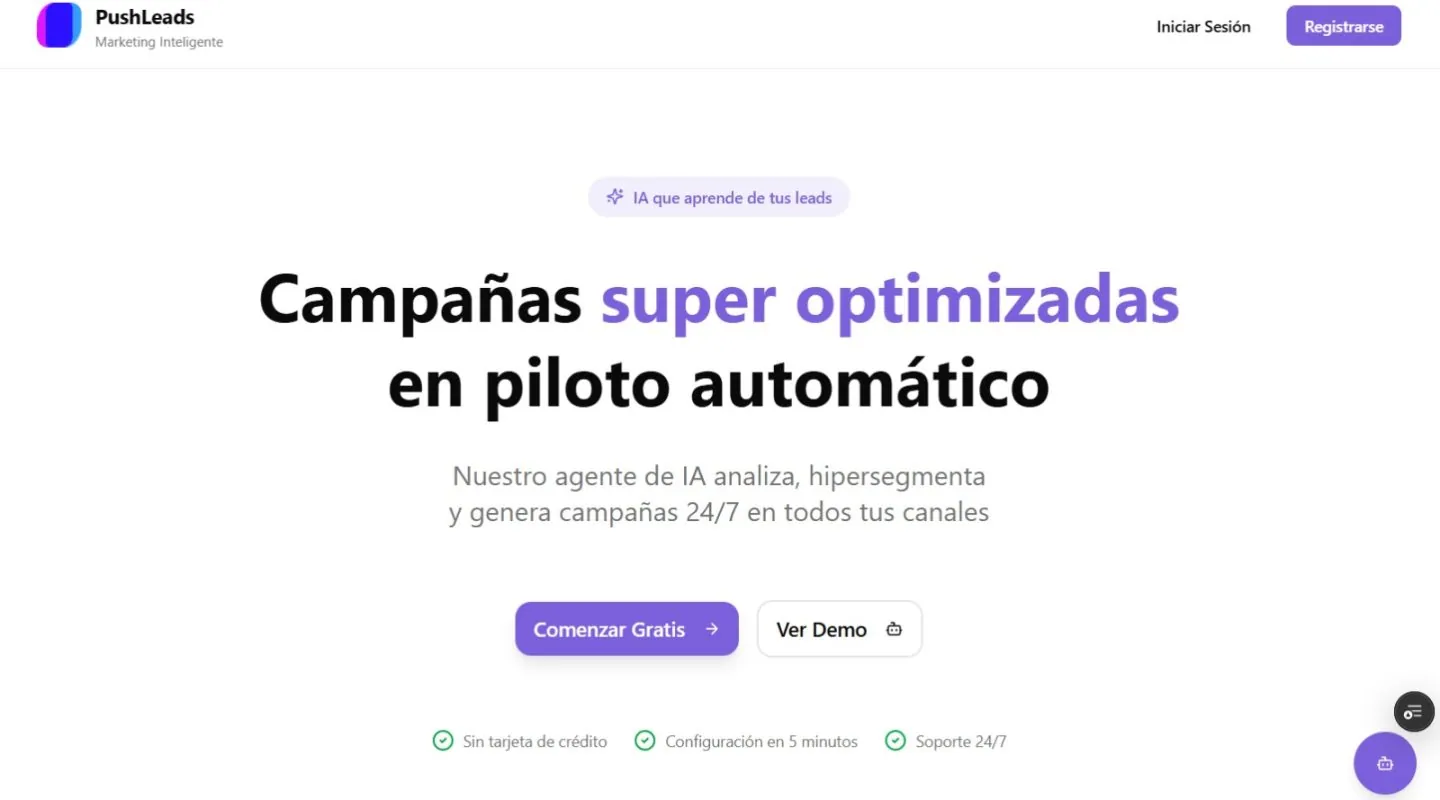 PushLeads
Marketing Inteligente
Iniciar Sesión
Registrarse
IA que aprende de tus leads
Campañas super optimizadas
en piloto automático
Nuestro agente de IA analiza, hipersegmenta
y genera campañas 24/7 en todos tus canales
Comenzar Gratis
Ver Demo
Sin tarjeta de crédito
Configuración en 5 minutos
Soporte 24/7